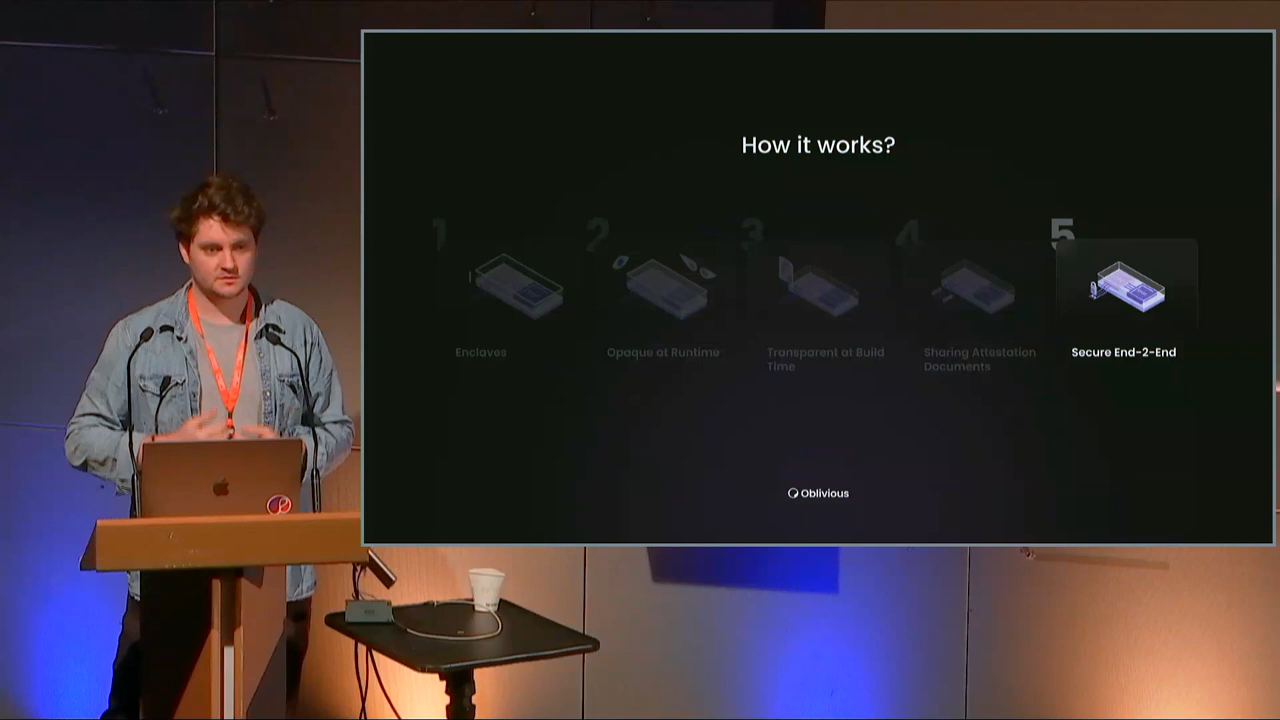 How it works?
1
2
3
4
5
Enclaves
Opaque at Runtime
Transparent at Build
Time
Sharing Attestation
Documents
Secure End-2-End
Oblivious